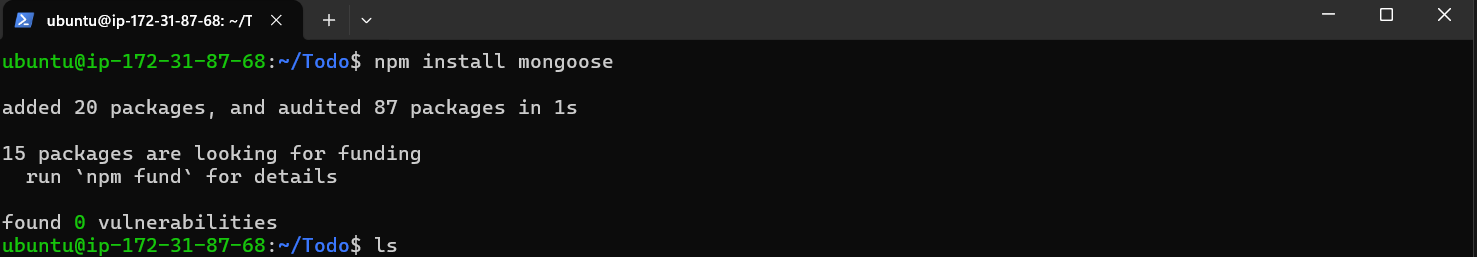 ubuntu@ip-172-31-87-68: ~/T
ubuntu@ip-172-31-87-68:~/Todo$ npm install mongoose
added 20 packages, and audited 87 packages in 1s
15 packages are looking for funding
  run `npm fund` for details
found 0 vulnerabilities
ubuntu@ip-172-31-87-68:~/Todo$ ls